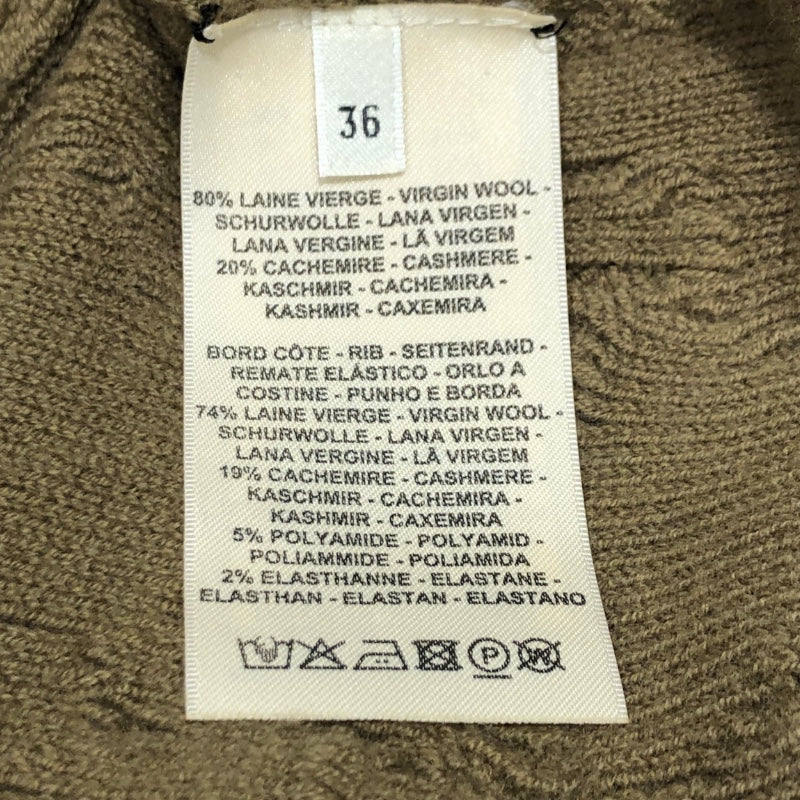 36
80% LAINE VIERGE - VIRGIN WOOL -
SCHURWOLLE - LANA VIRGEN -
LANA VERGINE - LÃ VIRGEM
20% CACHEMIRE - CASHMERE -
KASCHMIR - CACHEMIRA -
KASHMIR - CAXEMIRA
BORD CÔTE - RIB - SEITENRAND -
REMATE ELÁSTICO - ORLO A
COSTINE - PUNHO E BORDA
74% LAINE VIERGE - VIRGIN WOOL -
SCHURWOLLE - LANA VIRGEN -
LANA VERGINE - LÃ VIRGEM
19% CACHEMIRE - CASHMERE -
KASCHMIR - CACHEMIRA -
KASHMIR - CAXEMIRA
5% POLYAMIDE - POLYAMID -
POLIAMMIDE - POLIAMIDA
2% ELASTHANNE - ELASTANE -
ELASTHAN - ELASTAN - ELASTANO
P W